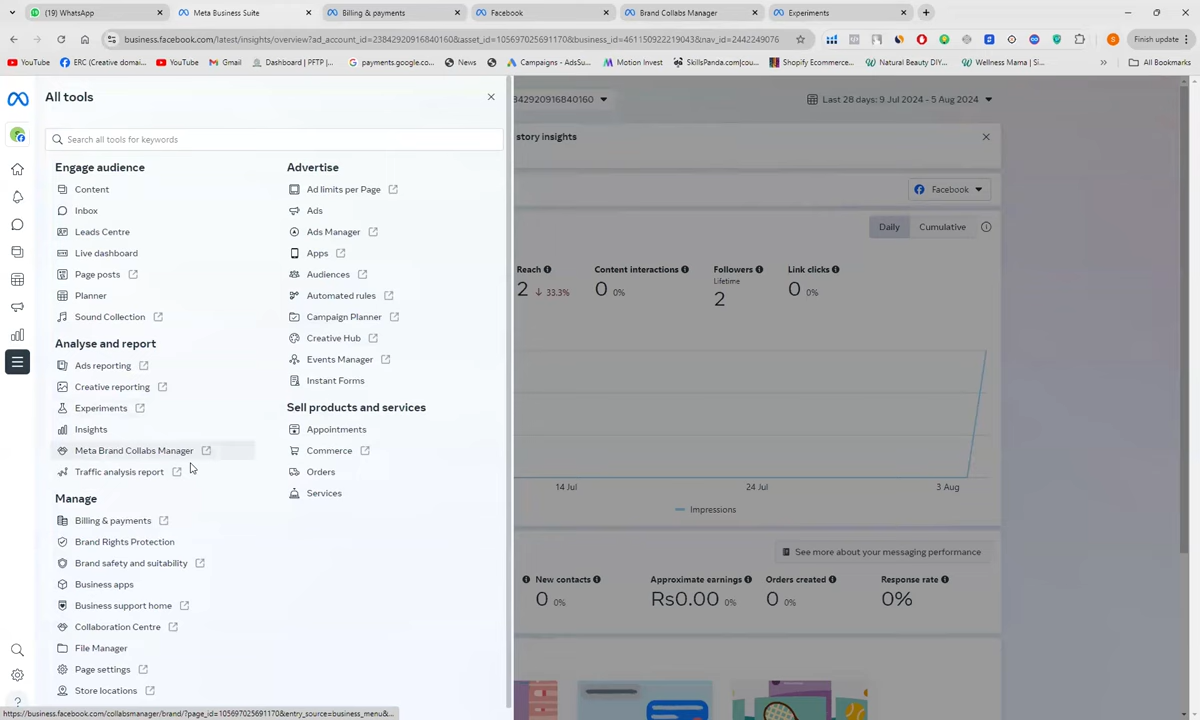 (1) WhatsApp
Meta Business Suite
Billing & payments
Facebook
Brand Collabs Manager
Experiments
business.facebook.com/latest/insights/overview?ad_account_id=23842920916840160&asset_id=105697025691170&business_id=461150922219043&nav_id=2442249076
Finish update
YouTube
ERC (Creative domai...
YouTube
Gmail
Dashboard | PFTP |...
payments.google.co...
News
Campaigns - AdsSu...
Motion Invest
SkillsPanda.com|cou...
Shopify Ecommerce...
Natural Beauty DIY...
Wellness Mama | Si...
All Bookmarks
All tools
Search all tools for keywords
Engage audience
Content
Inbox
Leads Centre
Live dashboard
Page posts
Planner
Sound Collection
Analyse and report
Ads reporting
Creative reporting
Experiments
Insights
Meta Brand Collabs Manager
Traffic analysis report
Manage
Billing & payments
Brand Rights Protection
Brand safety and suitability
Business apps
Business support home
Collaboration Centre
File Manager
Page settings
Store locations
Advertise
Ad limits per Page
Ads
Ads Manager
Apps
Audiences
Automated rules
Campaign Planner
Creative Hub
Events Manager
Instant Forms
Sell products and services
Appointments
Commerce
Orders
Services
342920916840160
Last 28 days: 9 Jul 2024 - 5 Aug 2024
story insights
Facebook
Daily
Cumulative
Reach
2 ↓ 33.3%
Content interactions
0 0%
Followers
Lifetime
2
Link clicks
0 0%
14 Jul
24 Jul
3 Aug
Impressions
See more about your messaging performance
New contacts
0 0%
Approximate earnings
Rs0.00 0%
Orders created
0 0%
Response rate
0%
https://business.facebook.com/collabsmanager/brand/?page_id=105697025691170&entry_source=business_menu&...